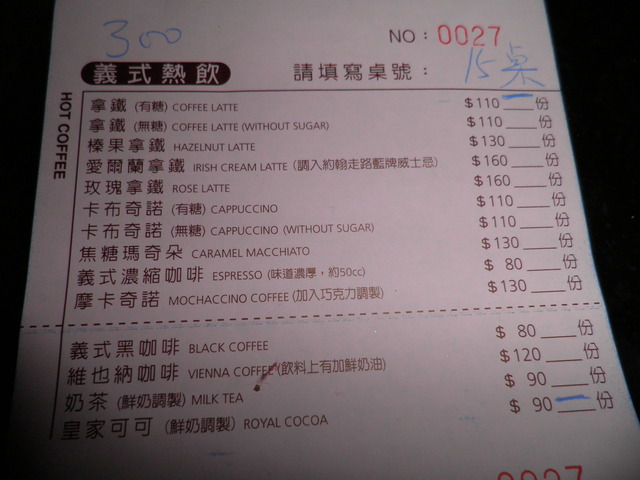 300
NO：0027
義式熱飲 請填寫桌號：15桌
HOT COFFEE
拿鐵 (有糖) COFFEE LATTE $110 份
拿鐵 (無糖) COFFEE LATTE (WITHOUT SUGAR) $110 份
榛果拿鐵 HAZELNUT LATTE $130 份
愛爾蘭拿鐵 IRISH CREAM LATTE (調入約翰走路藍牌威士忌) $160 份
玫瑰拿鐵 ROSE LATTE $160 份
卡布奇諾 (有糖) CAPPUCCINO $110 份
卡布奇諾 (無糖) CAPPUCCINO (WITHOUT SUGAR) $110 份
焦糖瑪奇朵 CARAMEL MACCHIATO $130 份
義式濃縮咖啡 ESPRESSO (味道濃厚，約50cc) $ 80 份
摩卡奇諾 MOCHACCINO COFFEE (加入巧克力調製) $130 份
義式黑咖啡 BLACK COFFEE $ 80 份
維也納咖啡 VIENNA COFFEE (飲料上有加鮮奶油) $120 份
奶茶 (鮮奶調製) MILK TEA $ 90 份
皇家可可 (鮮奶調製) ROYAL COCOA $ 90 份
0027